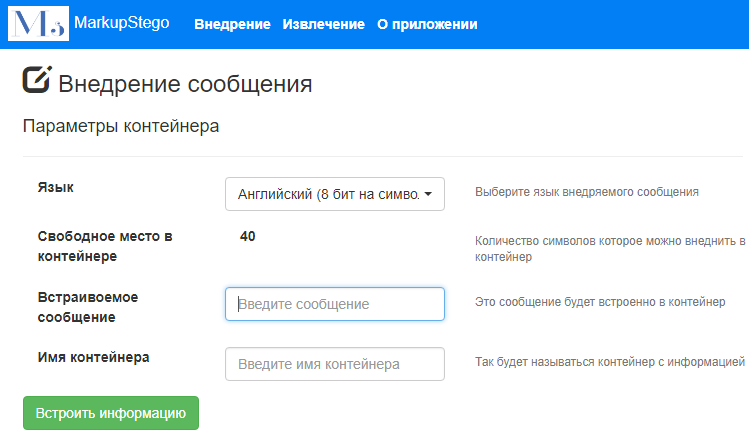 MS MarkupStego Внедрение Извлечение О приложении
Внедрение сообщения
Параметры контейнера
Язык
Английский (8 бит на симво.
Выберите язык внедряемого сообщения
Свободное место в
контейнере
40
Количество символов которое можно внеднить в
контейнер
Встраивоемое
сообщение
Введите сообщение
Это сообщение будет встроенно в контейнер
Имя контейнера
Введите имя контейнера
Так будет называться контейнер с информацией
Встроить информацию